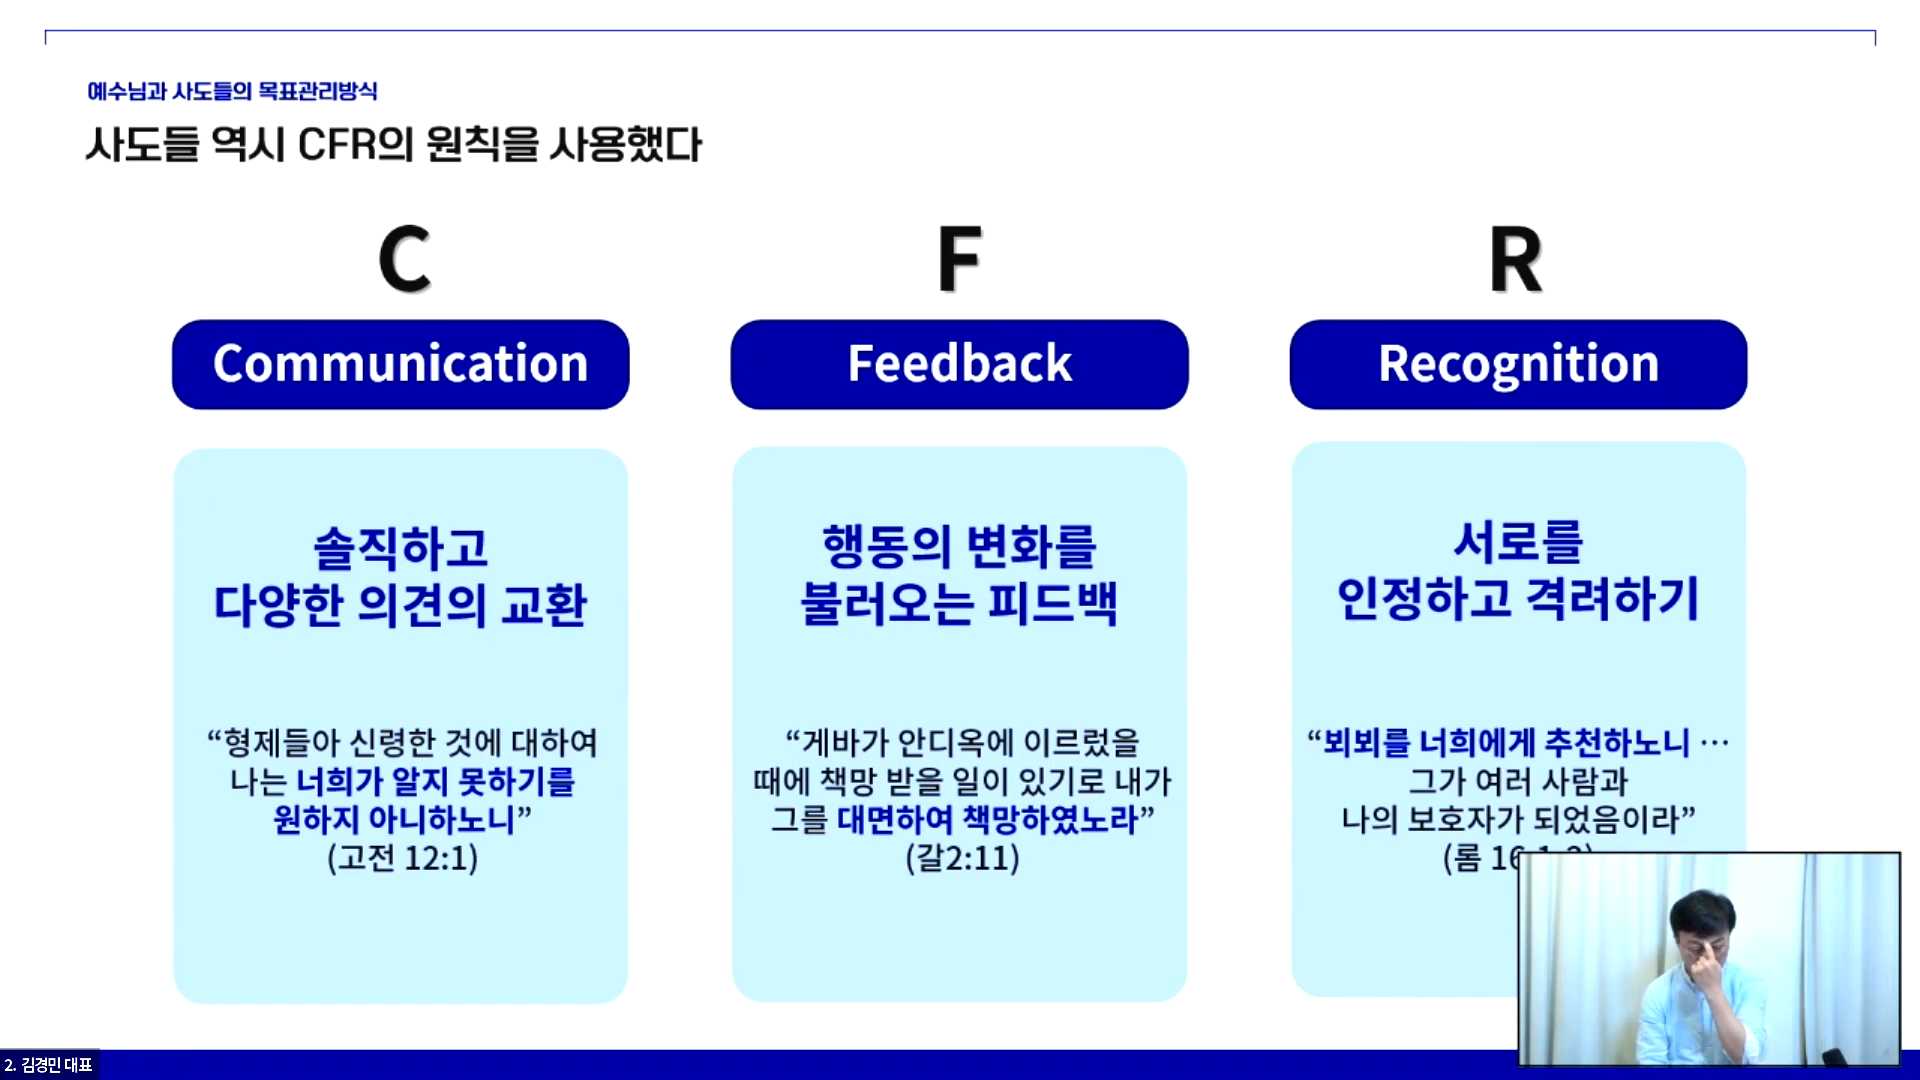 예수님과 사도들의 목표관리방식
사도들 역시 CFR의 원칙을 사용했다
C
Communication
솔직하고
다양한 의견의 교환
“형제들아 신령한 것에 대하여
나는 너희가 알지 못하기를
원하지 아니하노니”
(고전 12:1)
F
Feedback
행동의 변화를
불러오는 피드백
“게바가 안디옥에 이르렀을
때에 책망 받을 일이 있기로 내가
그를 대면하여 책망하였노라”
(갈2:11)
R
Recognition
서로를
인정하고 격려하기
“뵈뵈를 너희에게 추천하노니 …
그가 여러 사람과
나의 보호자가 되었음이라”
(롬
2. 김경민 대표